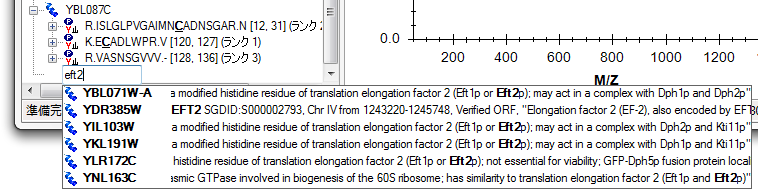 YBL087C
R.ISLGLPVGAIMNCADNSGAR.N [12, 31] (ランク
K.ECADLWPR.V [120, 127] (ランク 1)
R.VASNSGVVV.- [128, 136] (ランク 3)
eft2
準備完
0.0
200 400 600 800 1000 1200
M/Z
YBL071W-A a modified histidine residue of translation elongation factor 2 (Eft1p or Eft2p); may act in a complex with Dph1p and Dph2p"
YDR385W EFT2 SGDID:S000002793, Chr IV from 1243220-1245748, Verified ORF, "Elongation factor 2 (EF-2), also encoded by EFT
YIL103W a modified histidine residue of translation elongation factor 2 (Eft1p or Eft2p); may act in a complex with Dph2p and Kti11p"
YKL191W a modified histidine residue of translation elongation factor 2 (Eft1p or Eft2p); may act in a complex with Dph1p and Kti11p"
YLR172C histidine residue of translation elongation factor 2 (Eft1p or Eft2p); not essential for viability; GFP-Dph5p fusion protein local
YNL163C asmic GTPase involved in biogenesis of the 60S ribosome; has similarity to translation elongation factor 2 (Eft1p and Eft2p)"